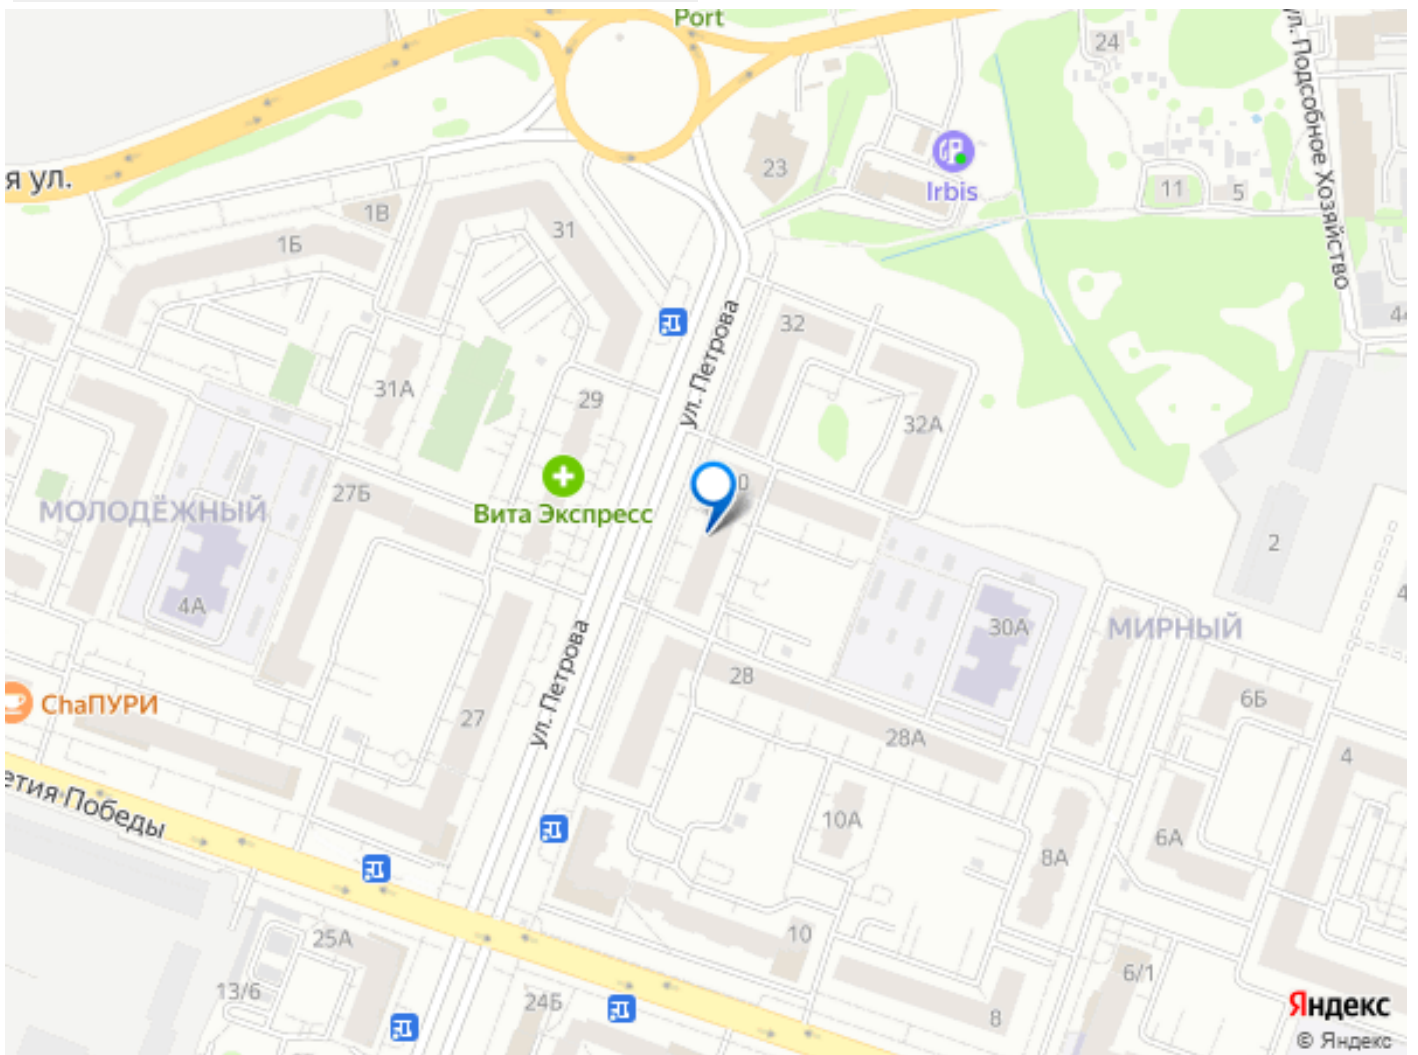 Port
24
ул. Подсобное Хозяйство
я ул.
23
Irbis
11
5
1В
31
1Б
32
ул. Петрова
31А
29
32А
27Б
0
МОЛОДЁЖНЫЙ
Вита Экспресс
2
4А
30А
МИРНЫЙ
ул. Петрова
28
6Б
ChaПУРИ
27
28А
4
етия Победы
10А
6А
8А
25А
10
13/6
24Б
6/1
8
Яндекс
© Яндекс